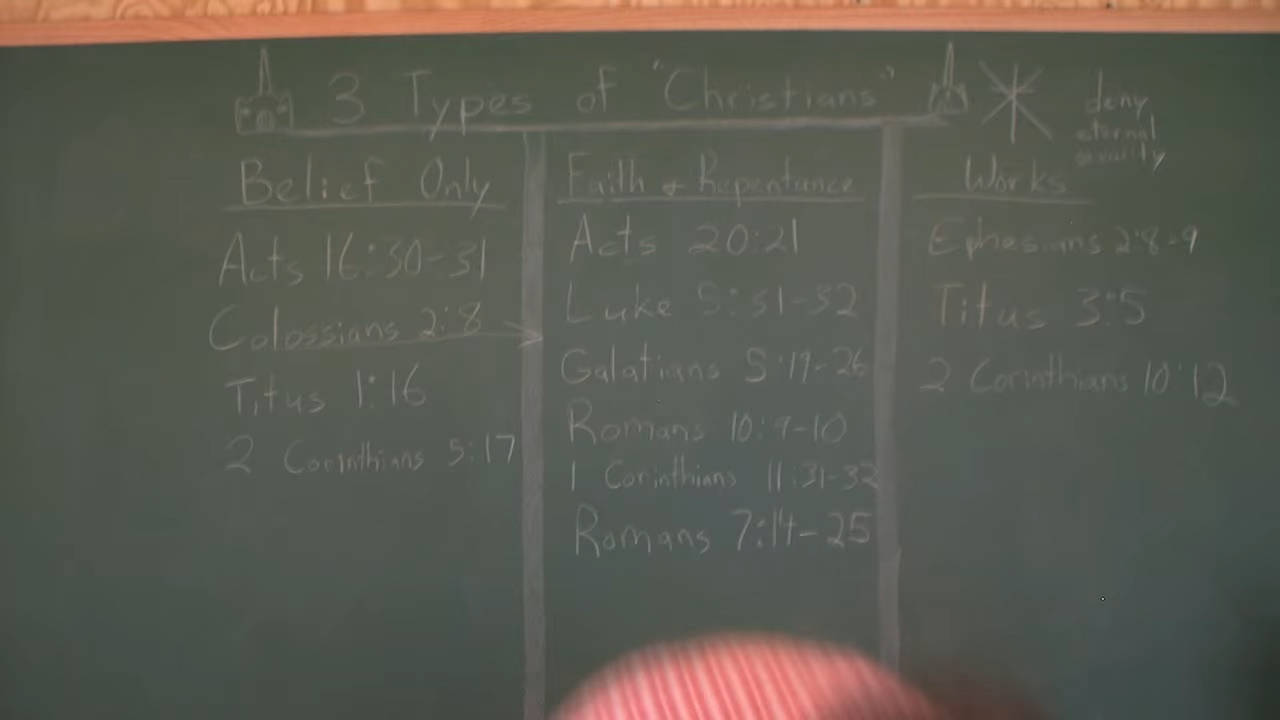 3 Types of "Christians"
deny
eternal
security
Belief Only
Acts 16:30-31
Colossians 2:8
Titus 1:16
2 Corinthians 5:17
Faith & Repentance
Acts 20:21
Luke 5:31-32
Galatians 5:19-26
Romans 10:9-10
1 Corinthians 11:31-32
Romans 7:14-25
Works
Ephesians 2:8-9
Titus 3:5
2 Corinthians 10:12